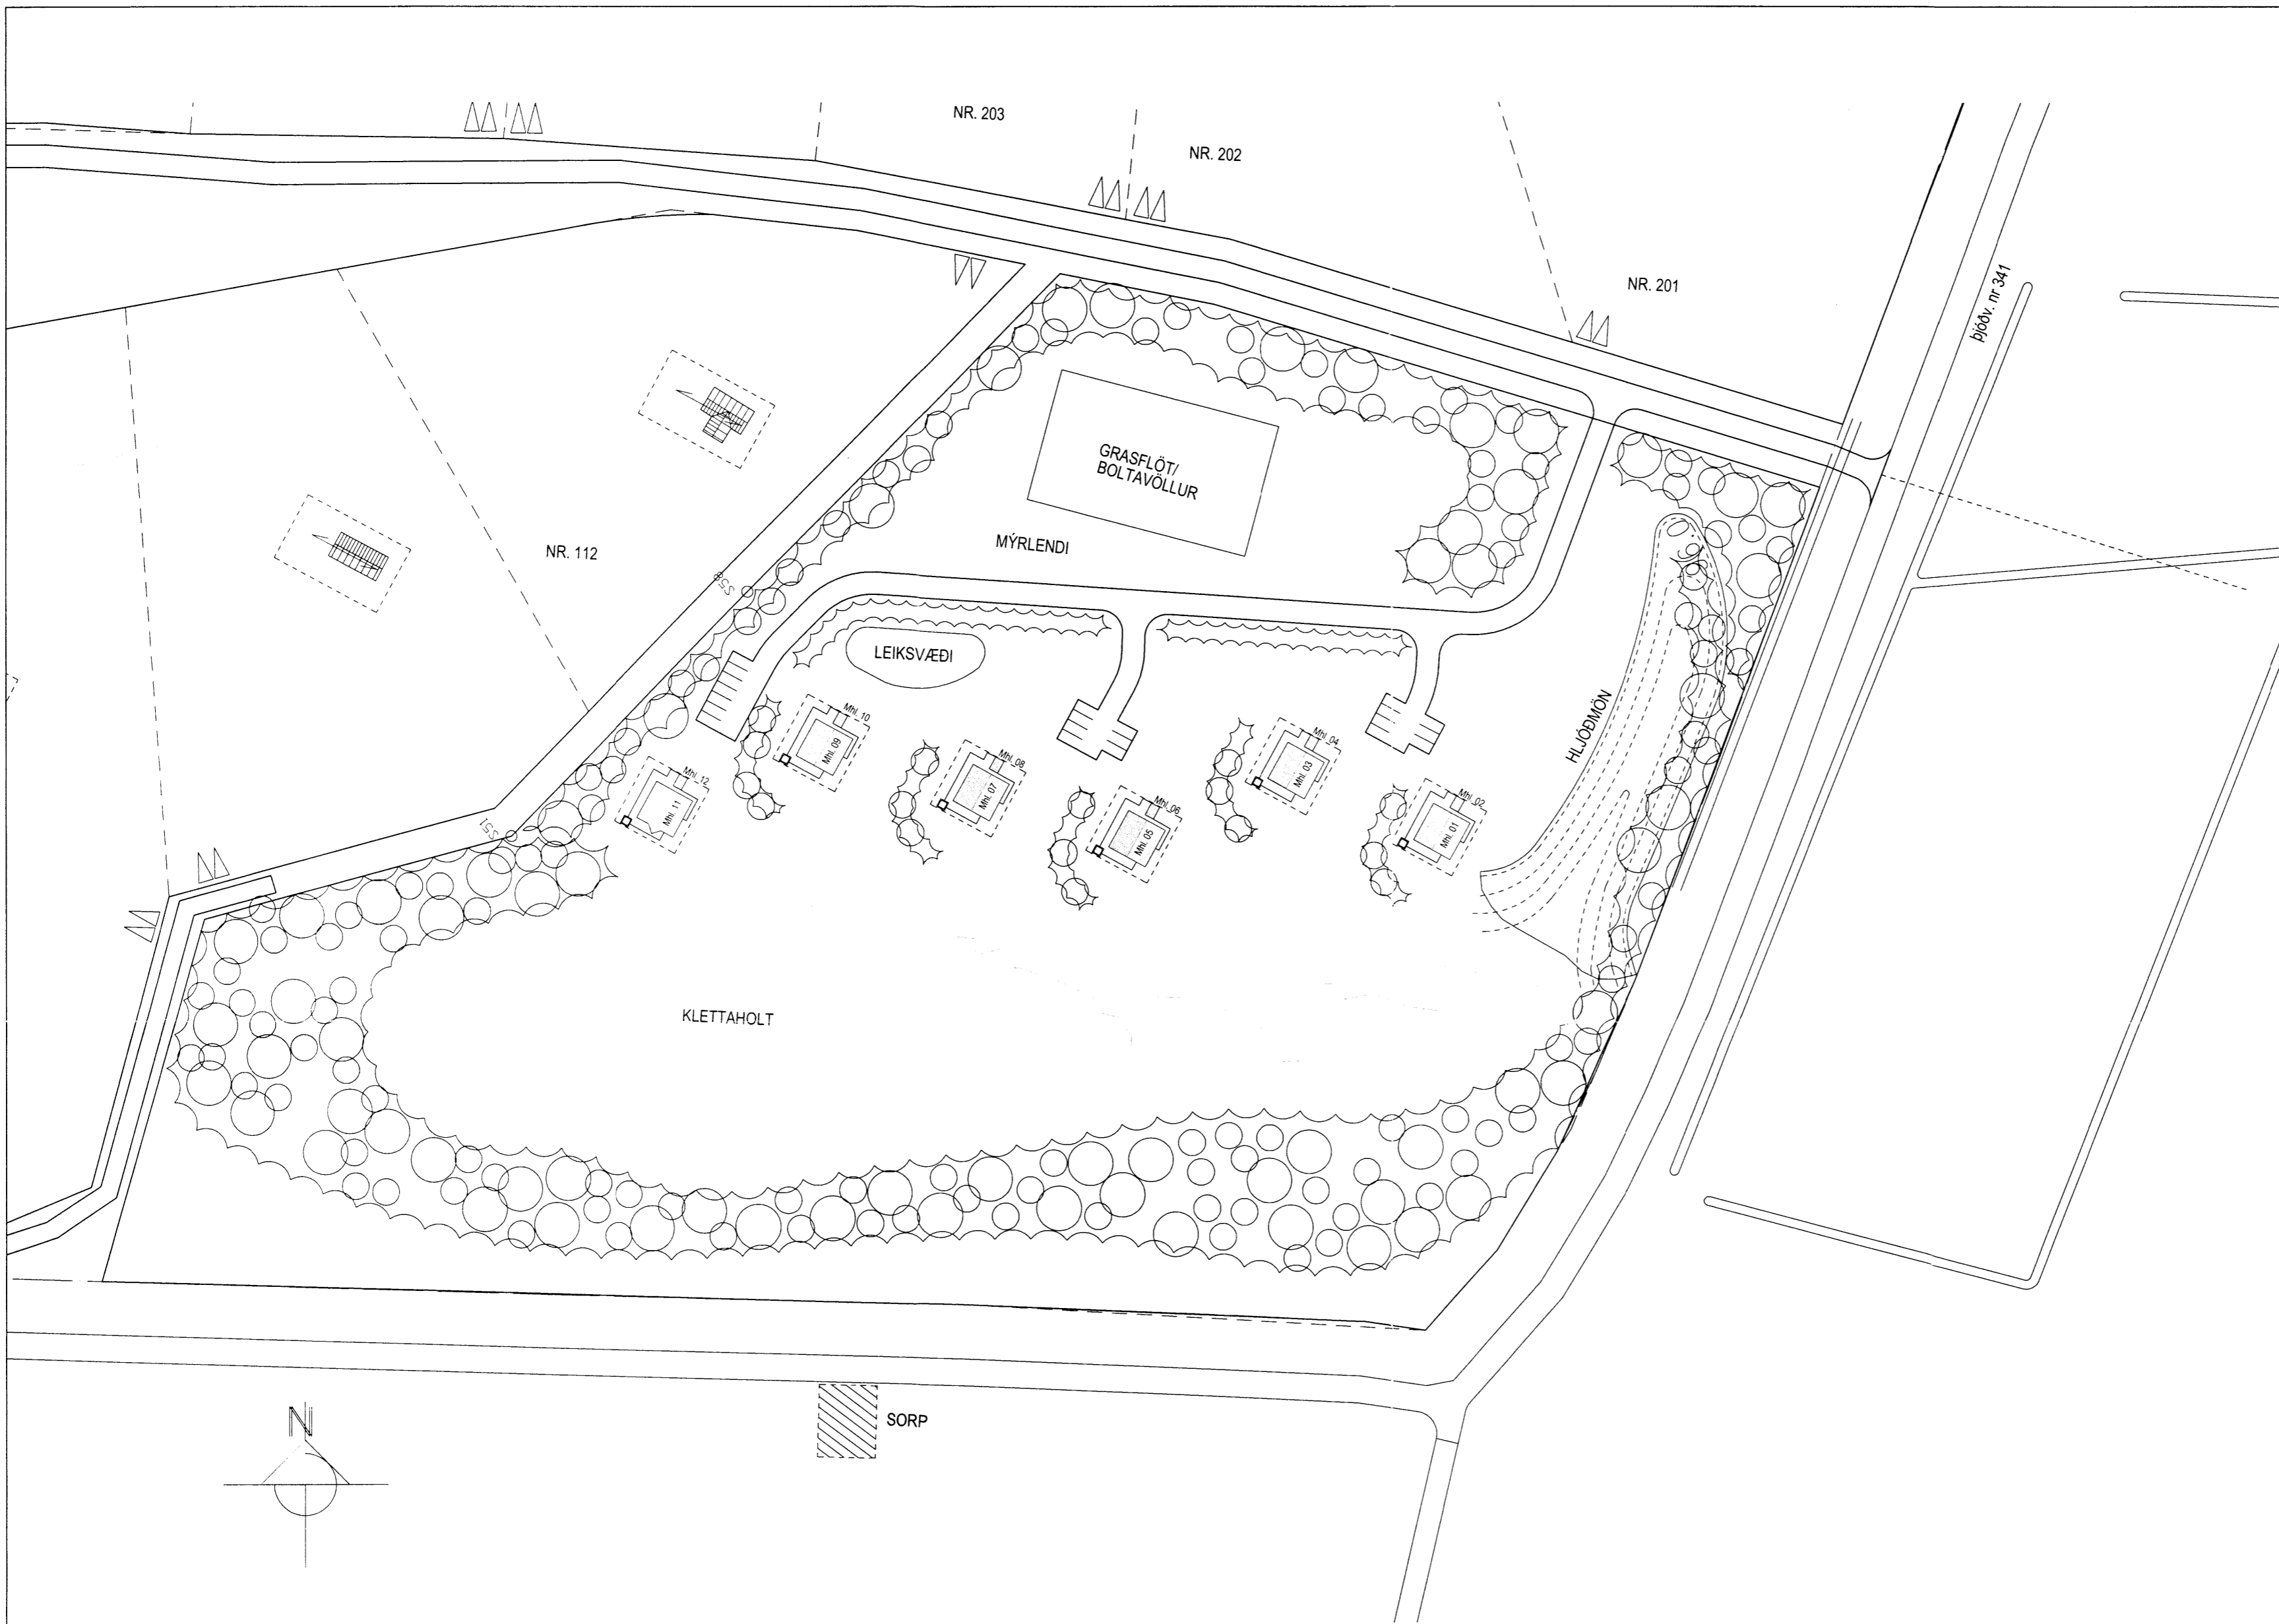 NR. 203
NR. 202
NR. 201
þjóðv. nr 341
GRASFLÖT/
BOLTAVÖLLUR
NR. 112
MÝRLENDI
S58
LEIKSVÆÐI
HLJÓÐMÖN
Mhl. 10
Mhl. 09
Mhl. 04
Mhl. 03
Mhl. 08
Mhl. 07
Mhl. 12
Mhl. 11
Mhl. 06
Mhl. 05
Mhl. 02
Mhl. 01
S51
KLETTAHOLT
N
SORP